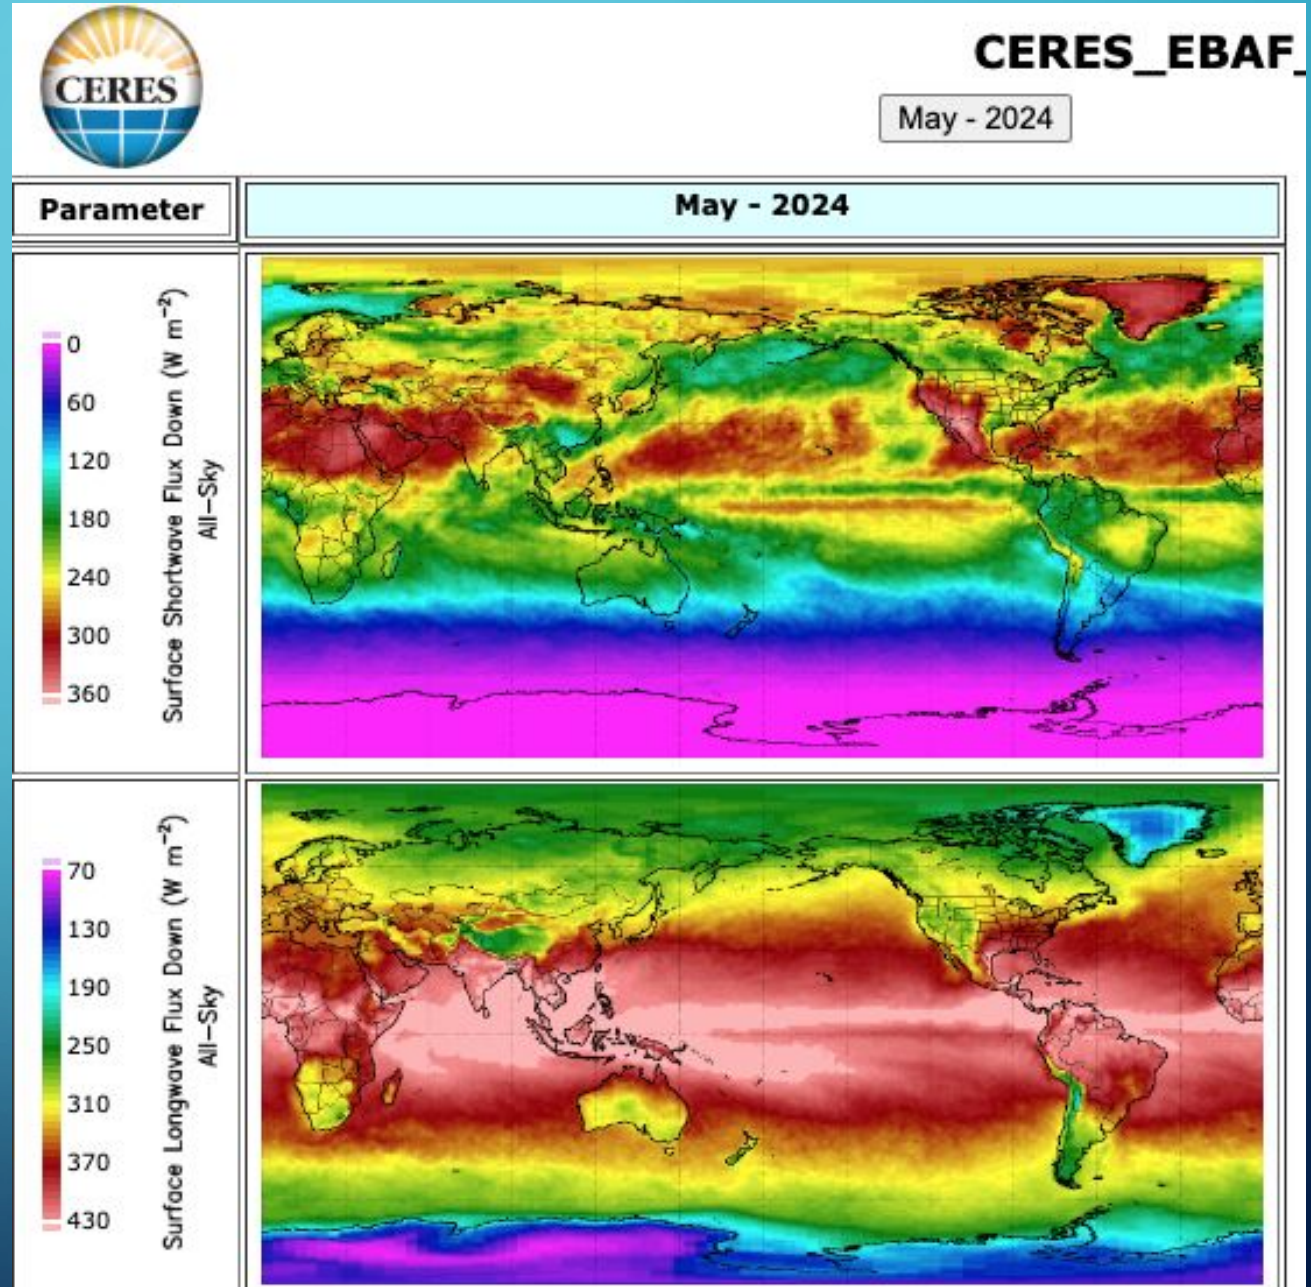 CERES
CERES_EBAF_
May - 2024
Parameter
May - 2024
0
60
120
180
240
300
360
Surface Shortwave Flux Down (W m⁻²)
All-Sky
70
130
190
250
310
370
430
Surface Longwave Flux Down (W m⁻²)
All-Sky